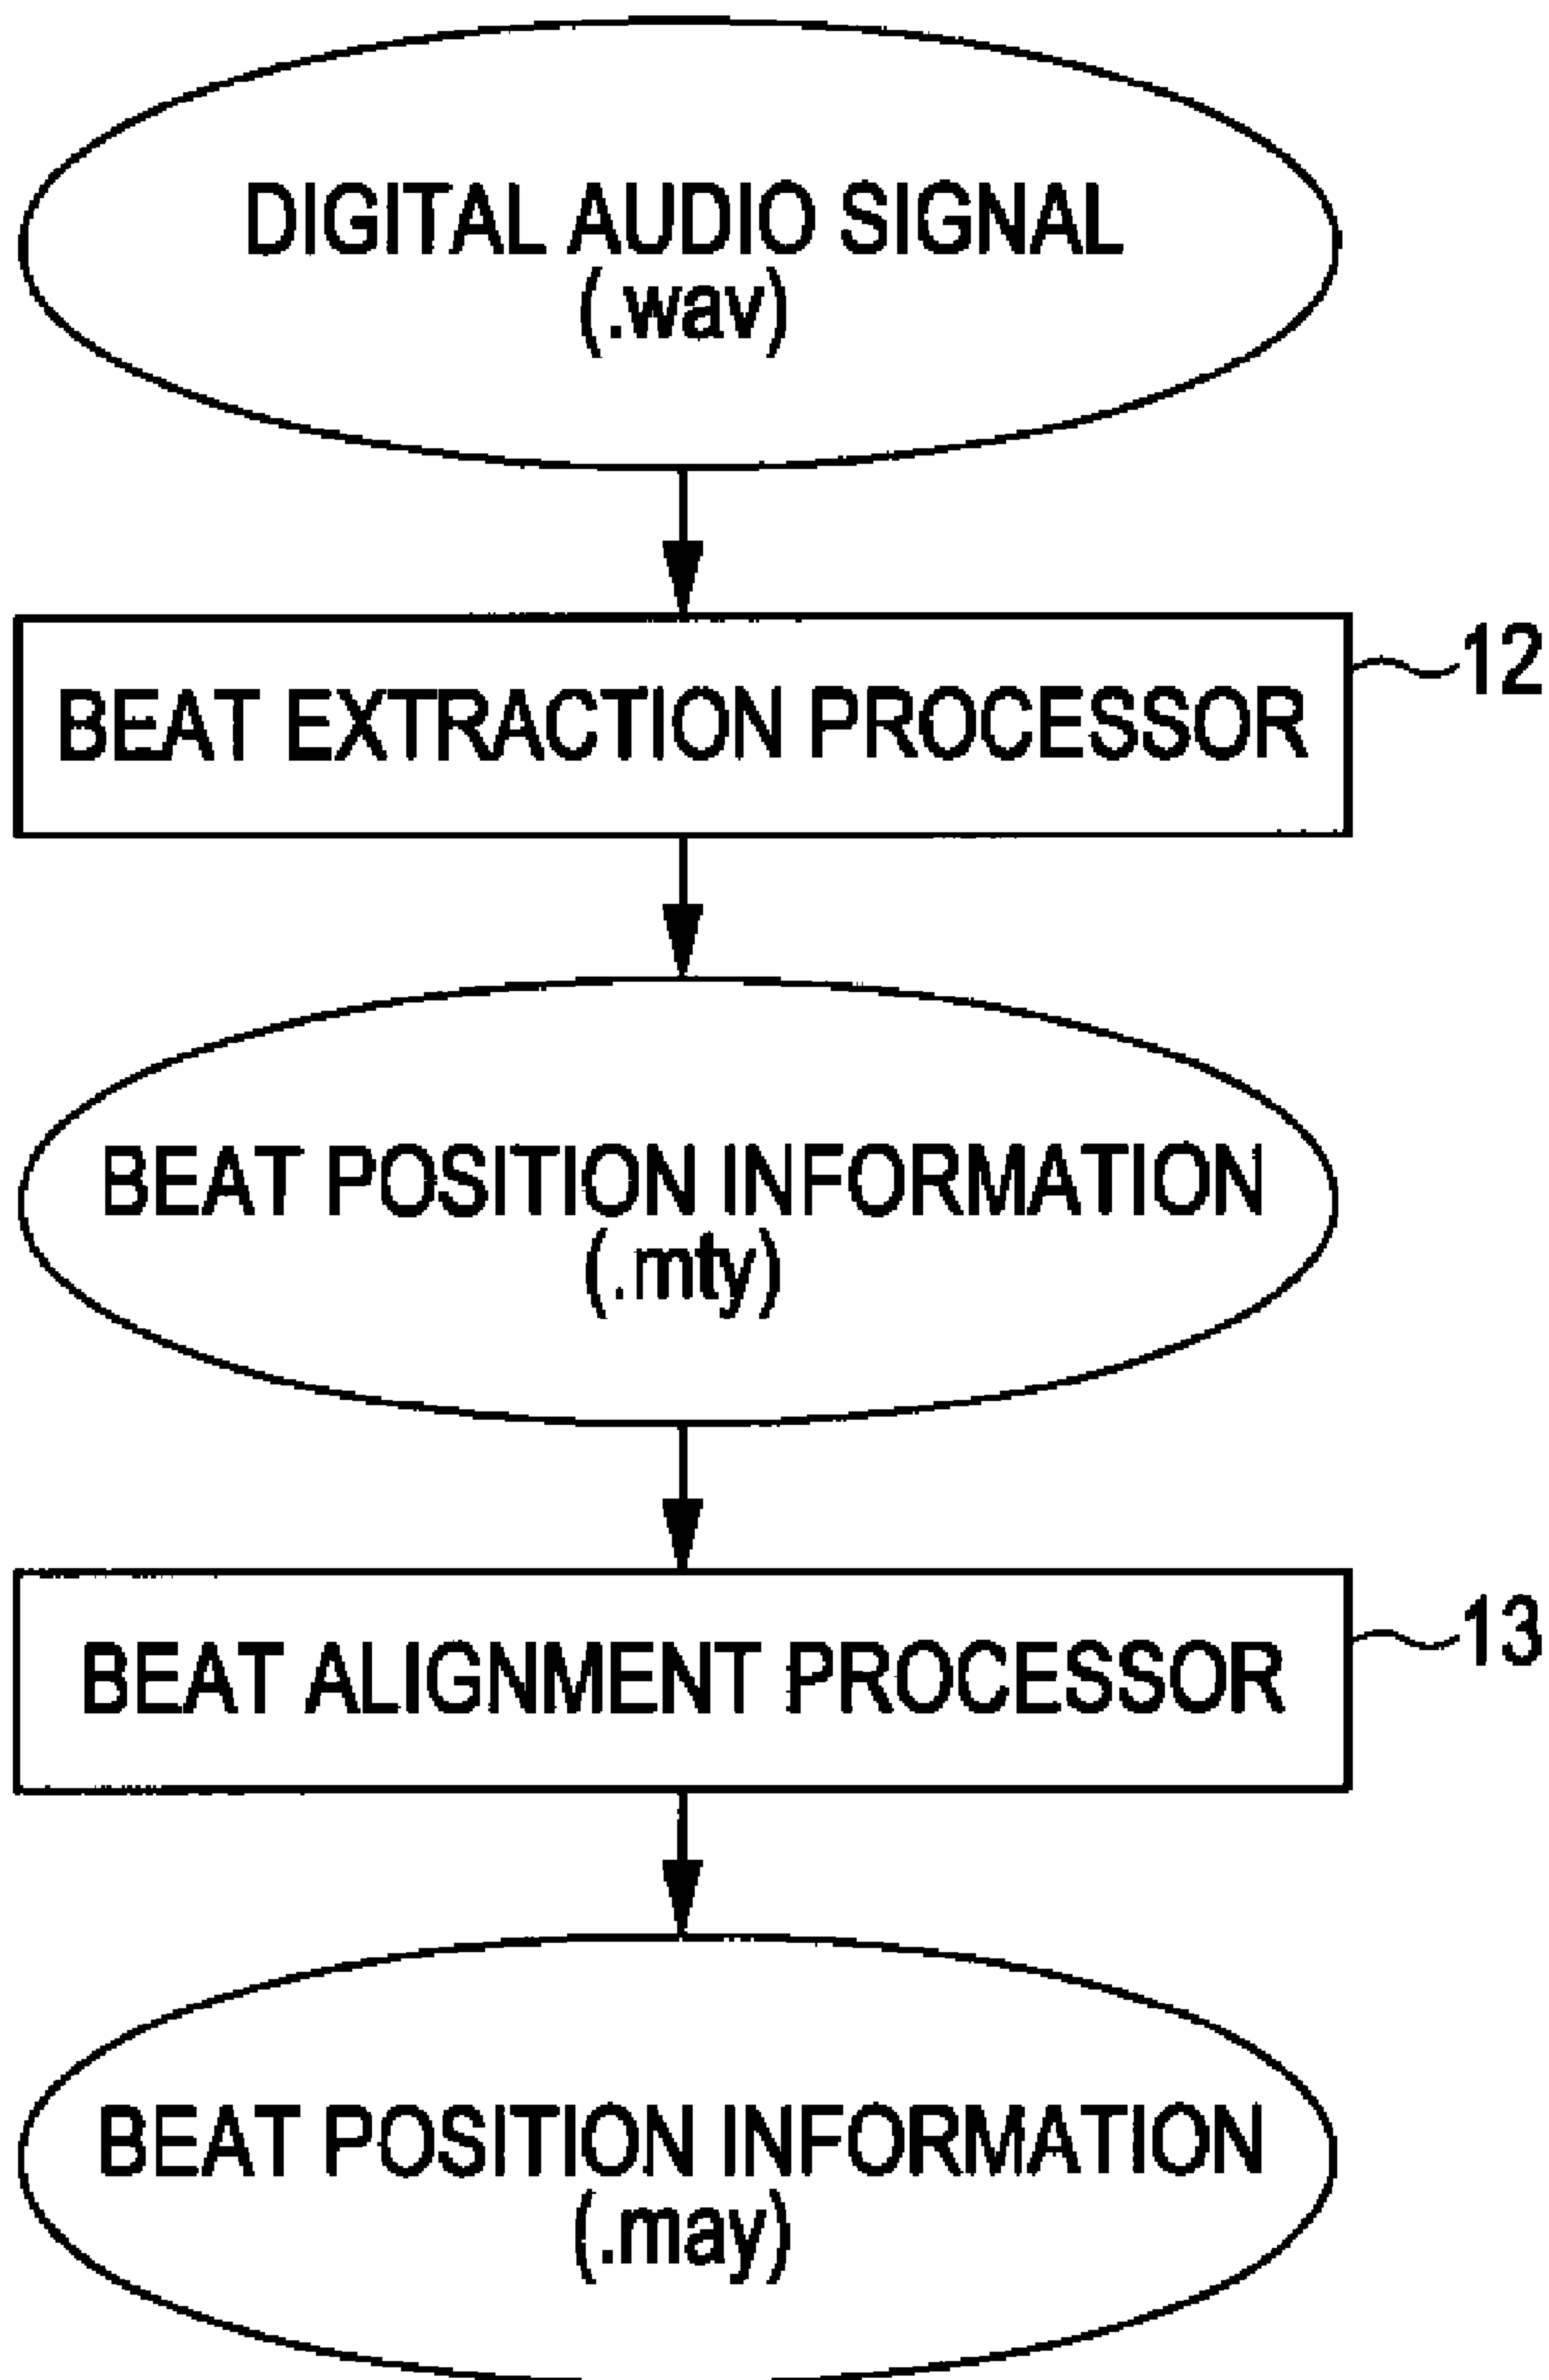 DIGITAL AUDIO SIGNAL
(.wav)
12
BEAT EXTRACTION PROCESSOR
BEAT POSITION INFORMATION
(.mty)
13
BEAT ALIGNMENT PROCESSOR
BEAT POSITION INFORMATION
(.may)